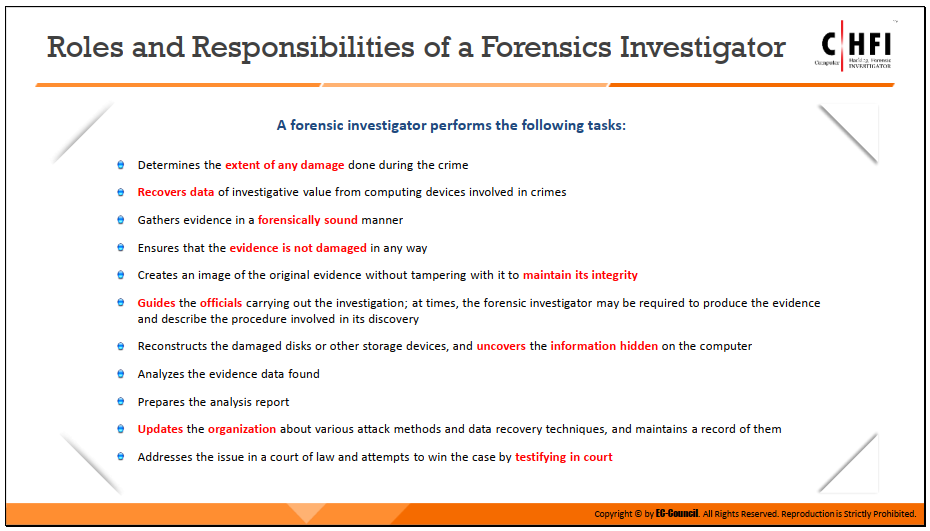 Roles and Responsibilities of a Forensics Investigator
C HFI
Computer Hacking Forensic
INVESTIGATOR
A forensic investigator performs the following tasks:
Determines the extent of any damage done during the crime
Recovers data of investigative value from computing devices involved in crimes
Gathers evidence in a forensically sound manner
Ensures that the evidence is not damaged in any way
Creates an image of the original evidence without tampering with it to maintain its integrity
Guides the officials carrying out the investigation; at times, the forensic investigator may be required to produce the evidence
and describe the procedure involved in its discovery
Reconstructs the damaged disks or other storage devices, and uncovers the information hidden on the computer
Analyzes the evidence data found
Prepares the analysis report
Updates the organization about various attack methods and data recovery techniques, and maintains a record of them
Addresses the issue in a court of law and attempts to win the case by testifying in court
Copyright © by EC-Council. All Rights Reserved. Reproduction is Strictly Prohibited.